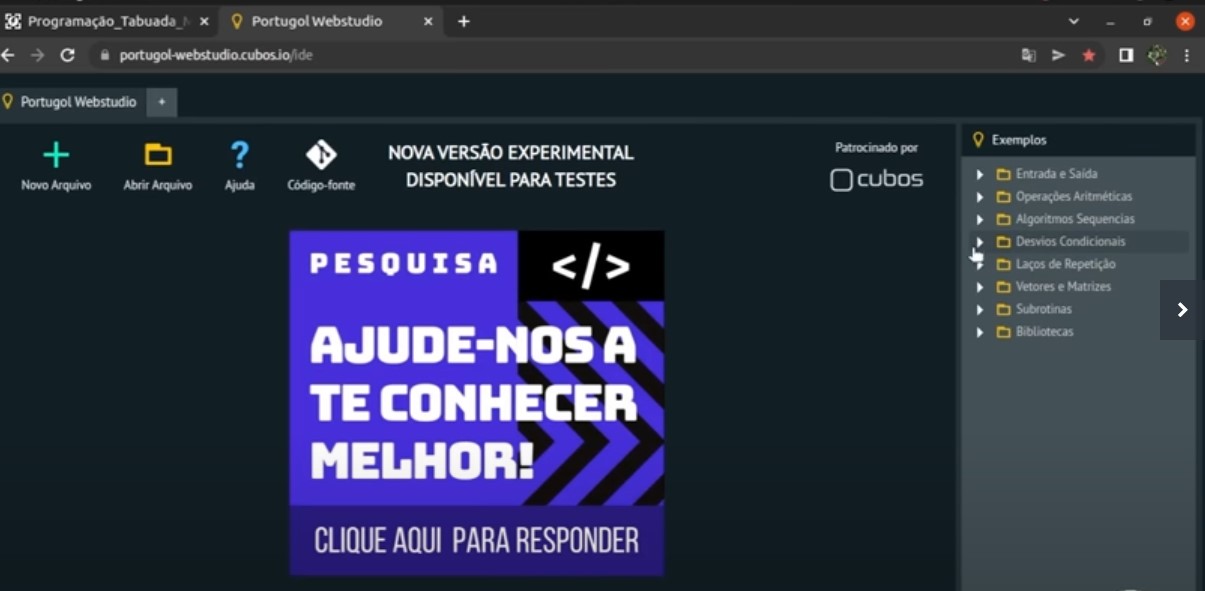 Programação_Tabuada_
Portugol Webstudio
portugol-webstudio.cubos.io/ide
Portugol Webstudio
Novo Arquivo
Abrir Arquivo
?
Ajuda
Código-fonte
NOVA VERSÃO EXPERIMENTAL
DISPONÍVEL PARA TESTES
Patrocinado por
cubos
PESQUISA
</>
AJUDE-NOS A
TE CONHECER
MELHOR!
CLIQUE AQUI PARA RESPONDER
Exemplos
Entrada e Saída
Operações Aritméticas
Algoritmos Sequencias
Desvios Condicionais
Laços de Repetição
Vetores e Matrizes
Subrotinas
Bibliotecas